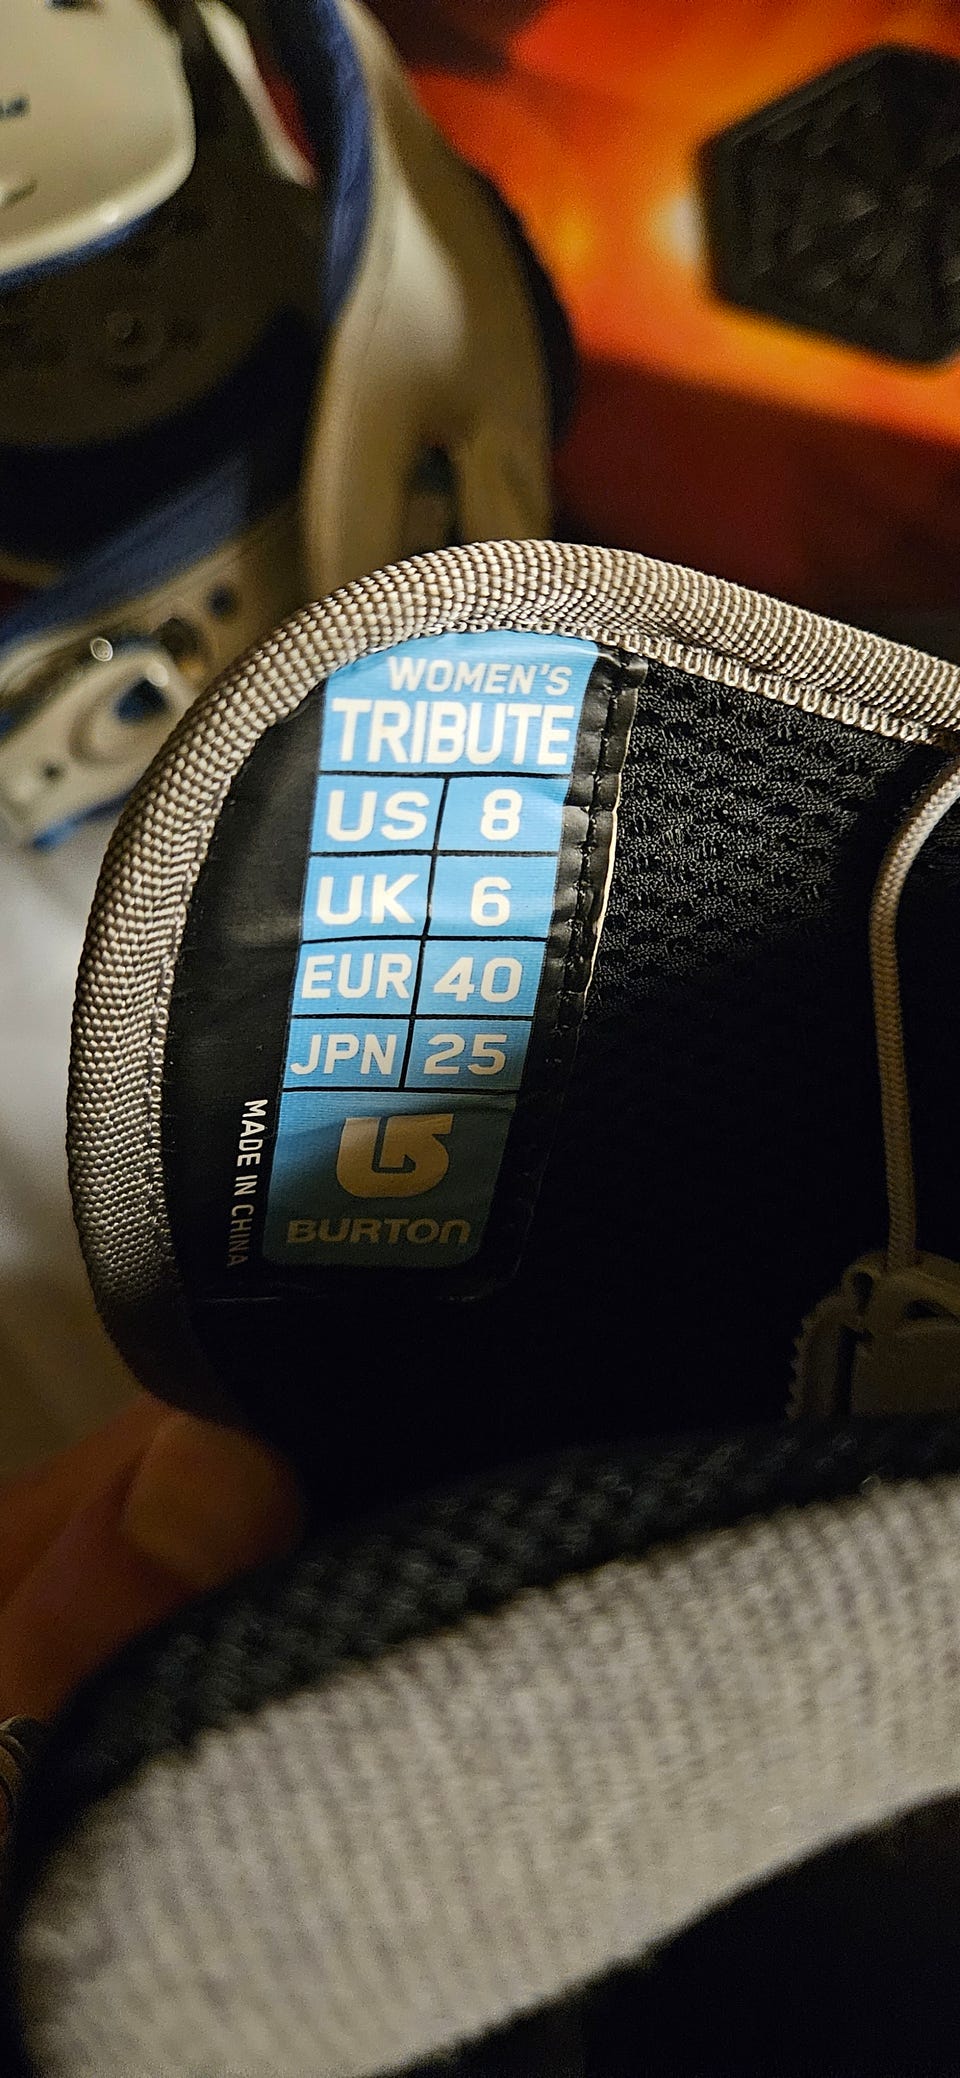 WOMEN'S
TRIBUTE
US 8
UK 6
EUR 40
JPN 25
BURTON
MADE IN CHINA